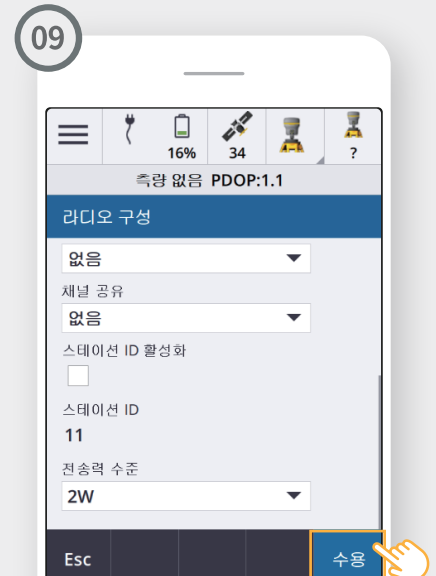 09
16% 34 ?
측량 없음 PDOP:1.1
라디오 구성
없음
채널 공유
없음
스테이션 ID 활성화
스테이션 ID
11
전송력 수준
2W
Esc 수용